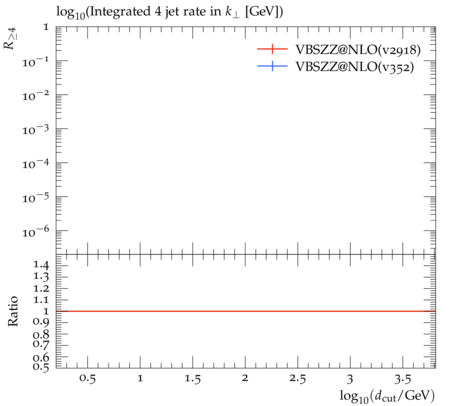 log₁₀(Integrated 4 jet rate in k⊥ [GeV])
R≥4
VBSZZ@NLO(v2918)
VBSZZ@NLO(v352)
1
10⁻¹
10⁻²
10⁻³
10⁻⁴
10⁻⁵
10⁻⁶
Ratio
1.4
1.3
1.2
1.1
1
0.9
0.8
0.7
0.6
0.5
0.5 1 1.5 2 2.5 3 3.5
log₁₀(d_cut/GeV)